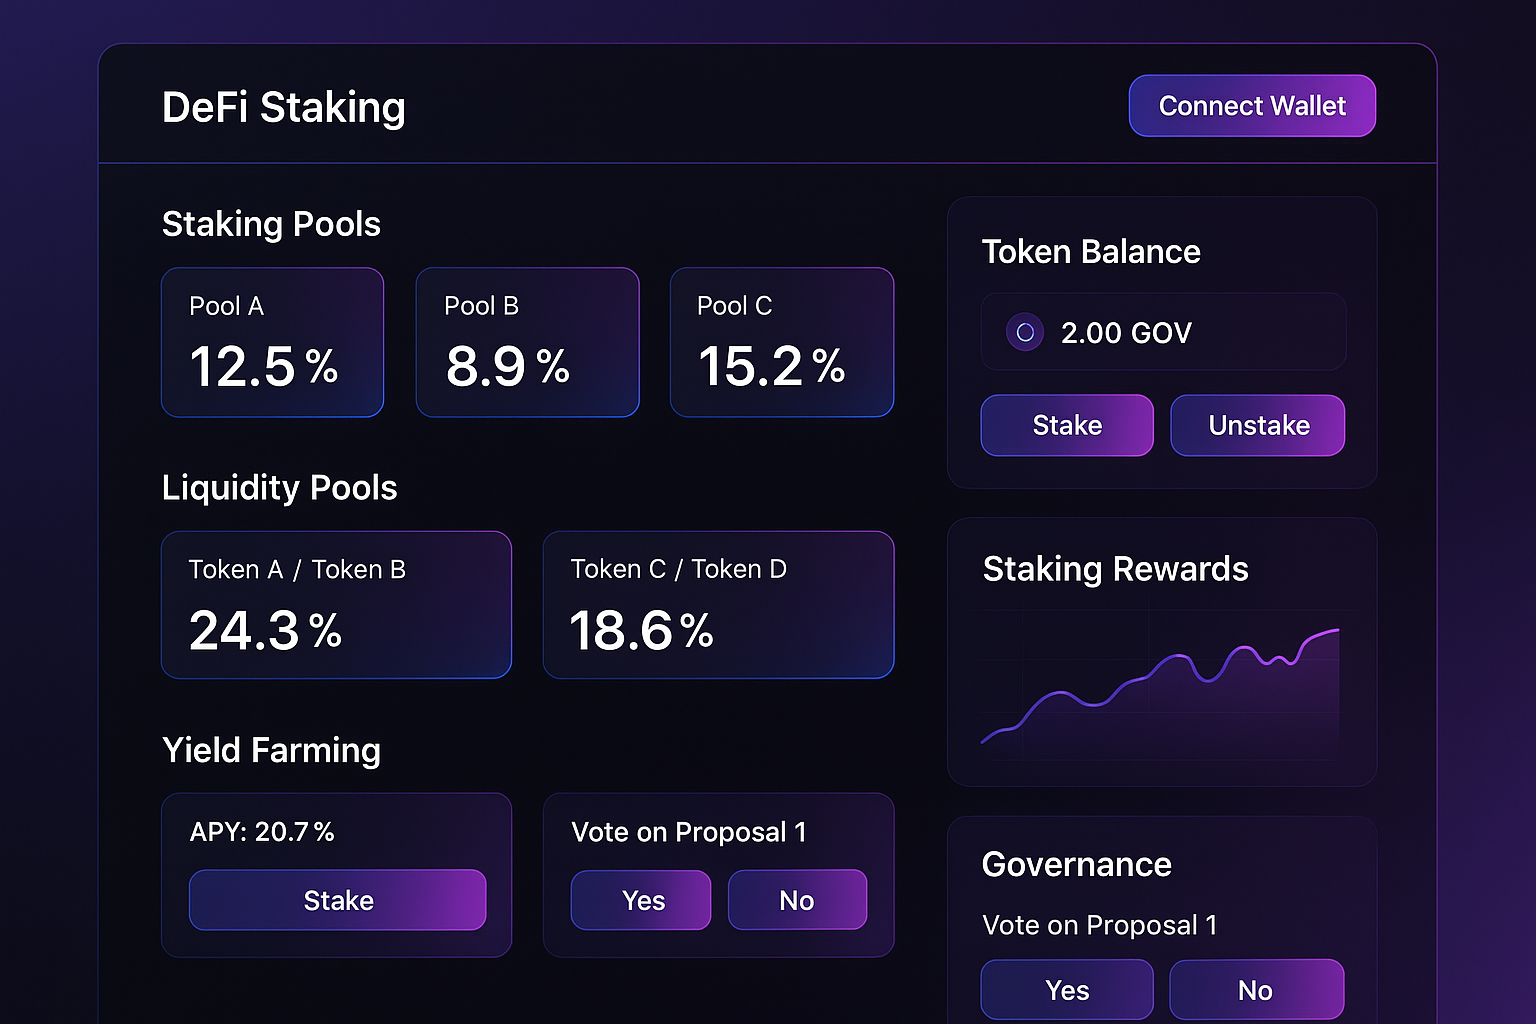 DeFi Staking
Connect Wallet
Staking Pools
Pool A
12.5 %
Pool B
8.9 %
Pool C
15.2 %
Liquidity Pools
Token A / Token B
24.3 %
Token C / Token D
18.6 %
Yield Farming
APY: 20.7 %
Stake
Vote on Proposal 1
Yes
No
Token Balance
2.00 GOV
Stake
Unstake
Staking Rewards
Governance
Vote on Proposal 1
Yes
No